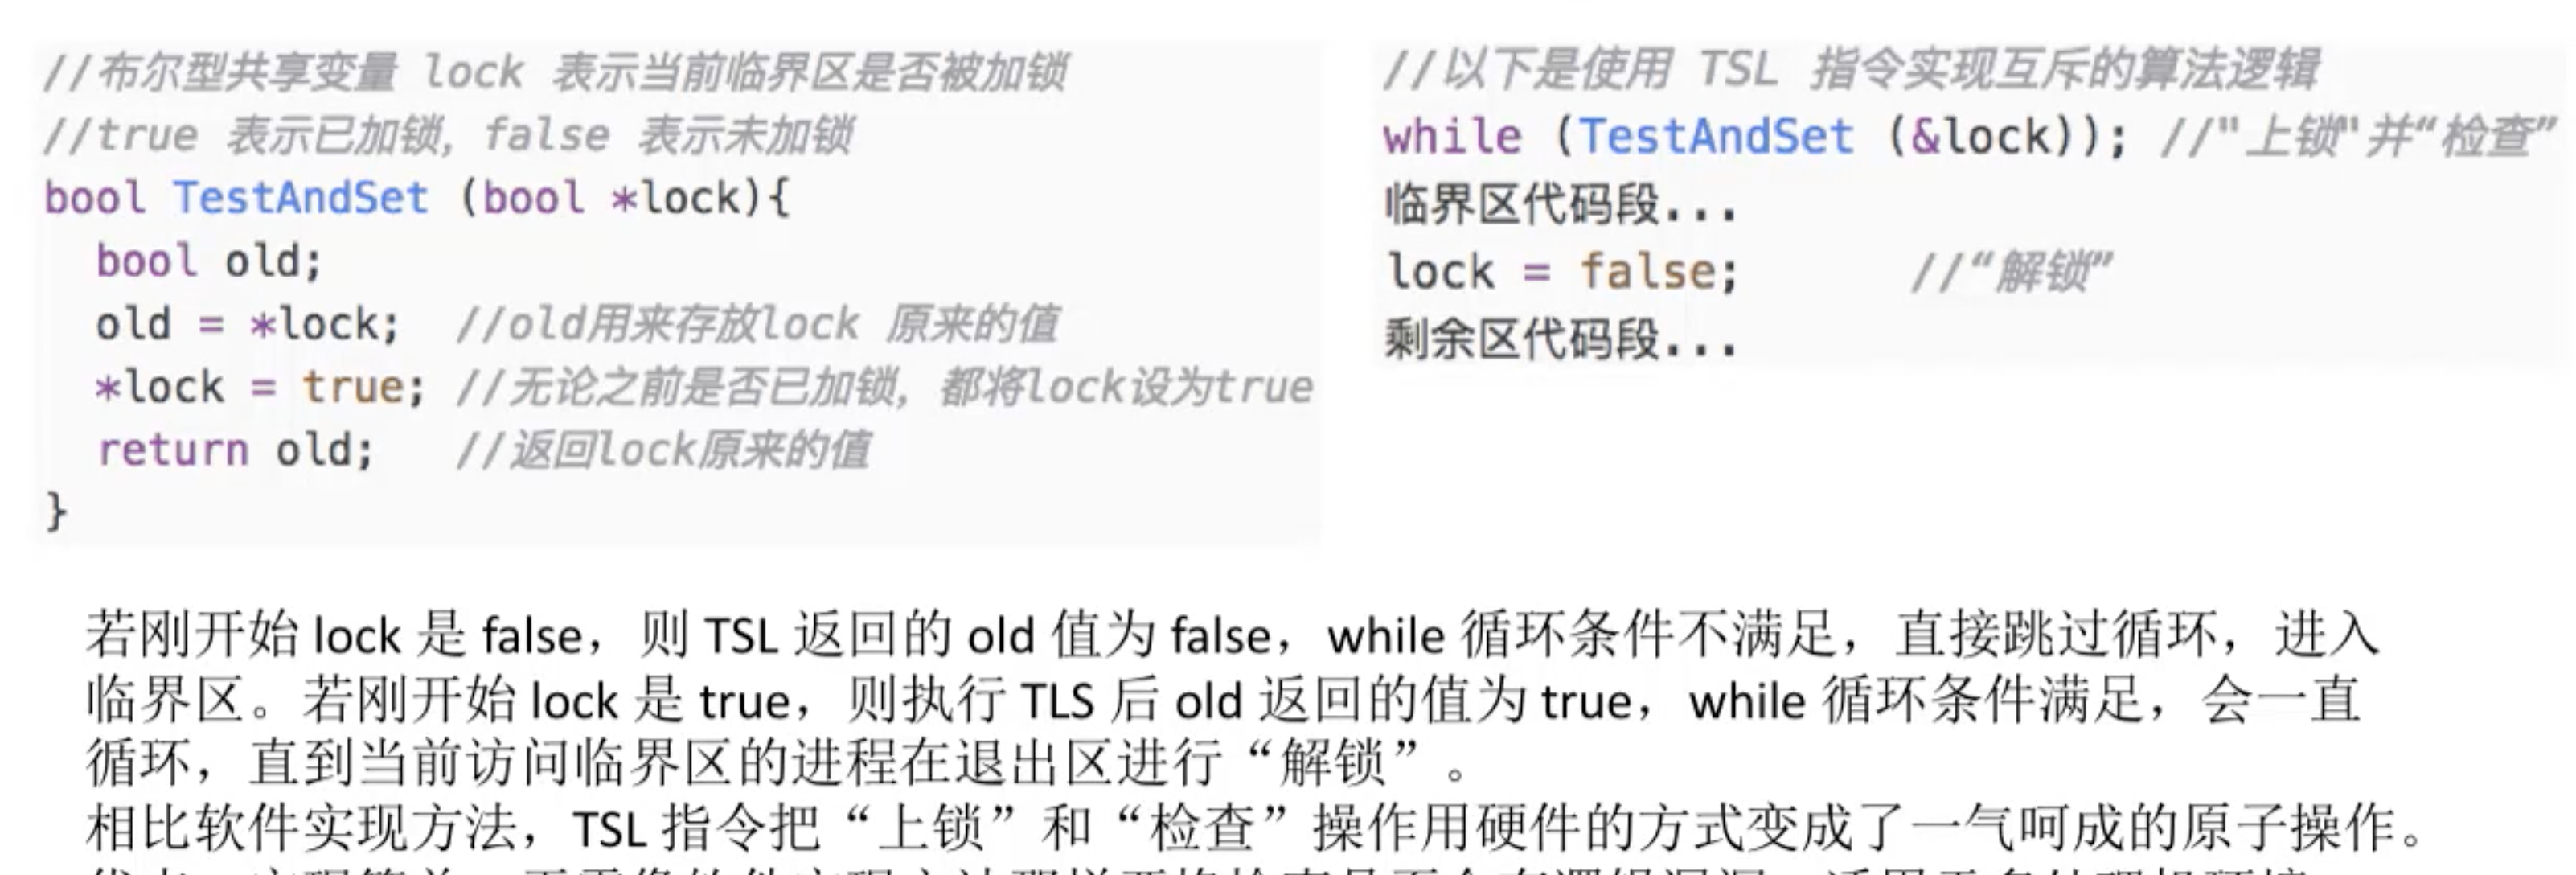 //布尔型共享变量 lock 表示当前临界区是否被加锁
//true 表示已加锁, false 表示未加锁
bool TestAndSet (bool *lock){
  bool old;
  old = *lock;  //old用来存放lock 原来的值
  *lock = true; //无论之前是否已加锁, 都将lock设为true
  return old;   //返回lock原来的值
}
//以下是使用 TSL 指令实现互斥的算法逻辑
while (TestAndSet (&lock)); //"上锁"并“检查”
临界区代码段...
lock = false;       //“解锁”
剩余区代码段...
若刚开始 lock 是 false，则 TSL 返回的 old 值为 false，while 循环条件不满足，直接跳过循环，进入
临界区。若刚开始 lock 是 true，则执行 TLS 后 old 返回的值为 true，while 循环条件满足，会一直
循环，直到当前访问临界区的进程在退出区进行“解锁”。
相比软件实现方法，TSL 指令把“上锁”和“检查”操作用硬件的方式变成了一气呵成的原子操作。